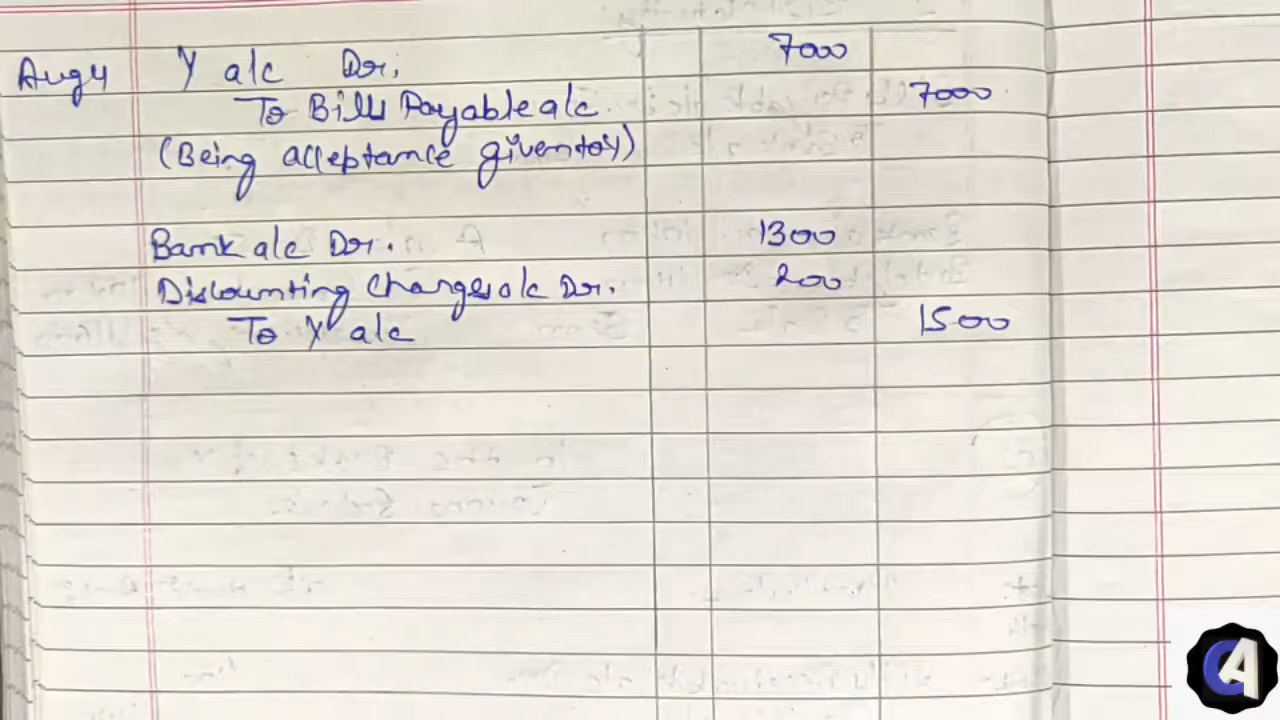 Aug 4 Y a/c Dr. 7000
To Bills Payable a/c 7000
(Being acceptance given to Y)
Bank a/c Dr. 1300
Discounting Charges a/c Dr. 200
To Y a/c 1500
CA